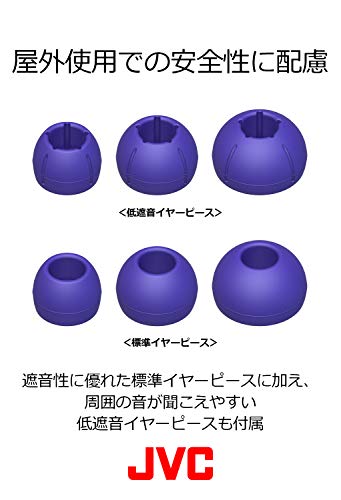 屋外使用での安全性に配慮
<低遮音イヤーピース>
<標準イヤーピース>
遮音性に優れた標準イヤーピースに加え、
周囲の音が聞こえやすい
低遮音イヤーピースも付属
JVC